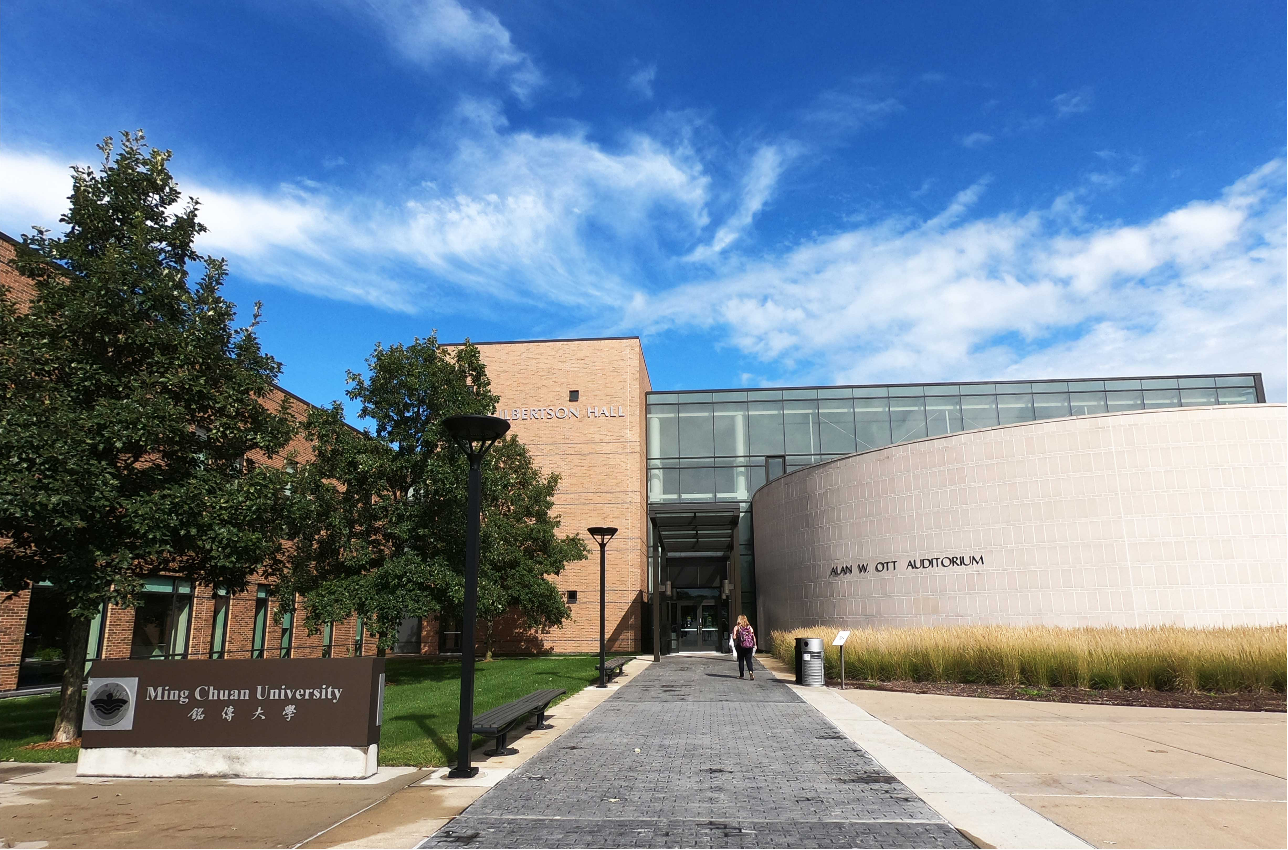 LBERTSON HALL
ALAN W. OTT AUDITORIUM
Ming Chuan University
銘傳大學